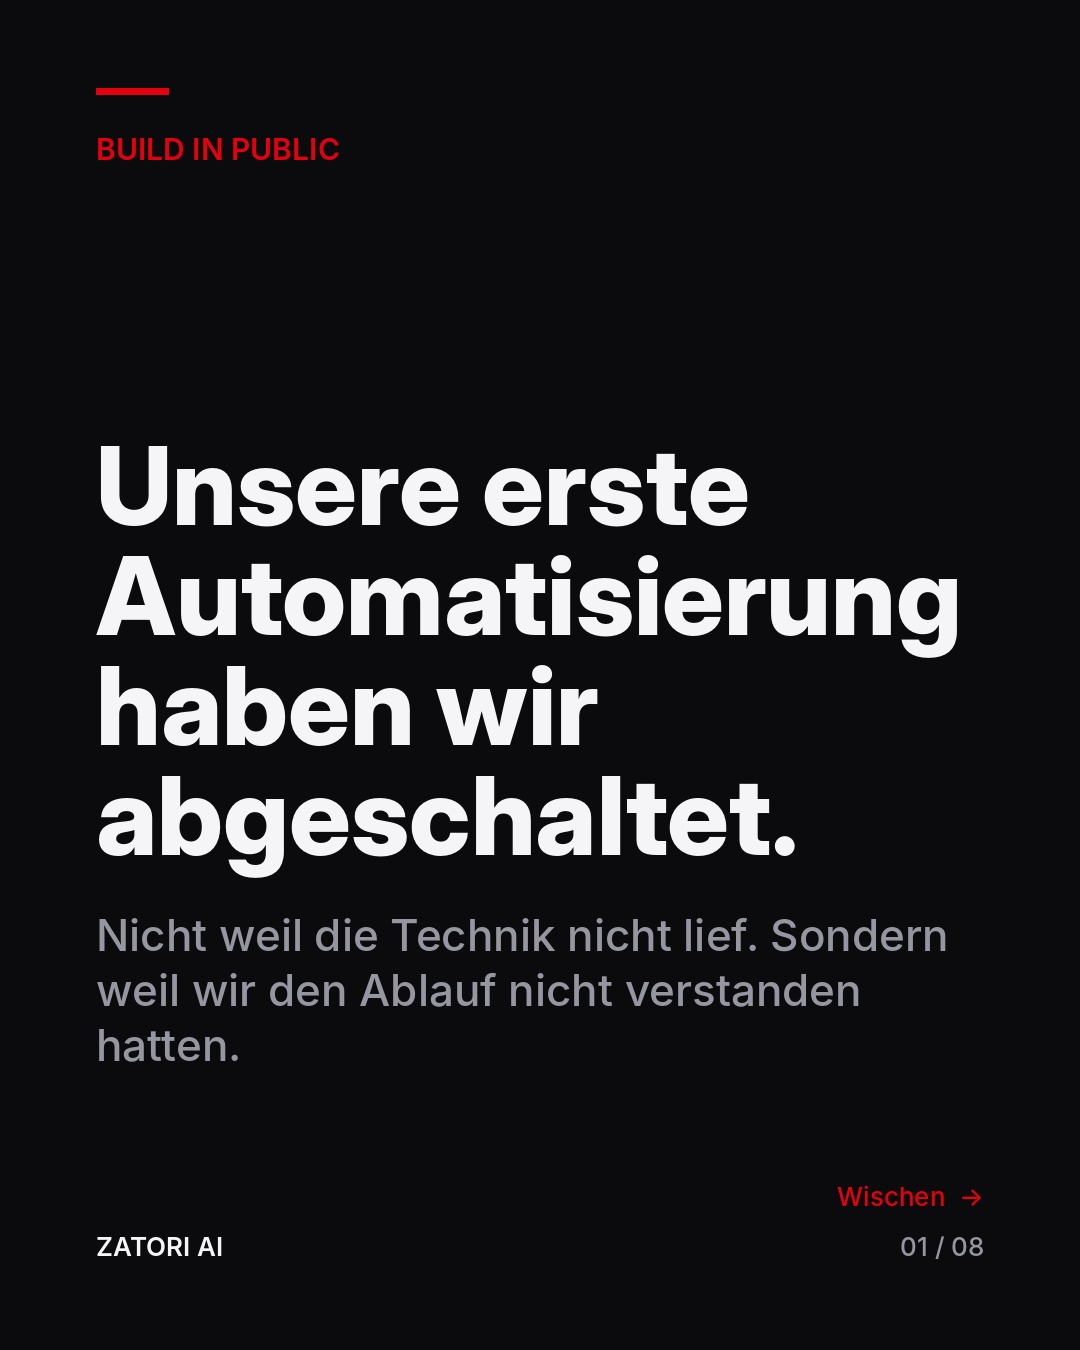 BUILD IN PUBLIC
Unsere erste
Automatisierung
haben wir
abgeschaltet.
Nicht weil die Technik nicht lief. Sondern
weil wir den Ablauf nicht verstanden
hatten.
Wischen →
ZATORI AI
01 / 08